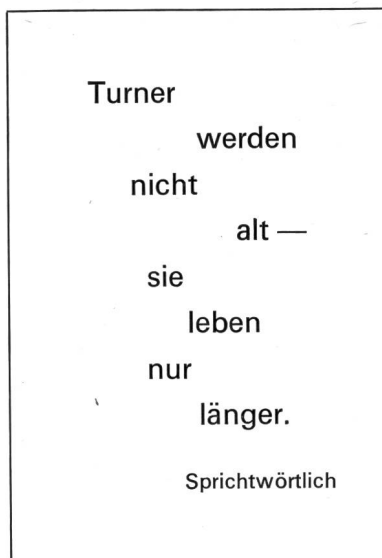 Turner
werden
nicht
alt —
sie
leben
nur
länger.
Sprichtwörtlich